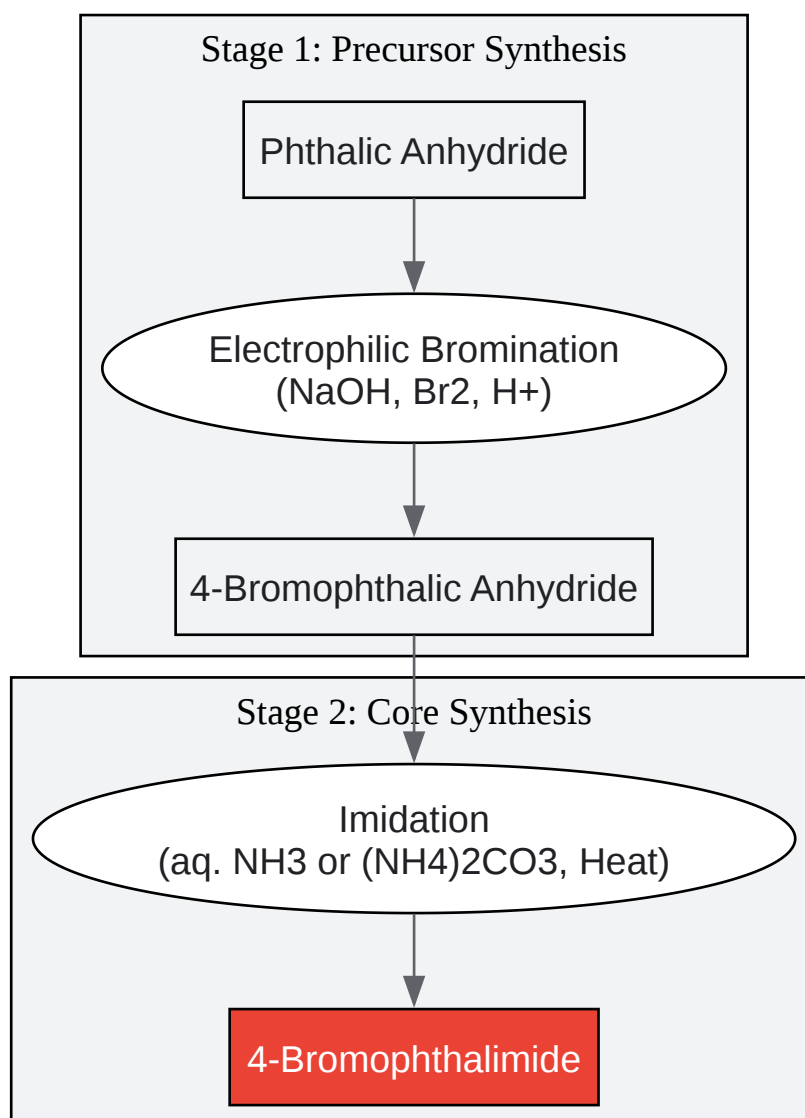 Stage 1: Precursor Synthesis
Phthalic Anhydride
Electrophilic Bromination
(NaOH, Br2, H+)
4-Bromophthalic Anhydride
Stage 2: Core Synthesis
Imidation
(aq. NH3 or (NH4)2CO3, Heat)
4-Bromophthalimide